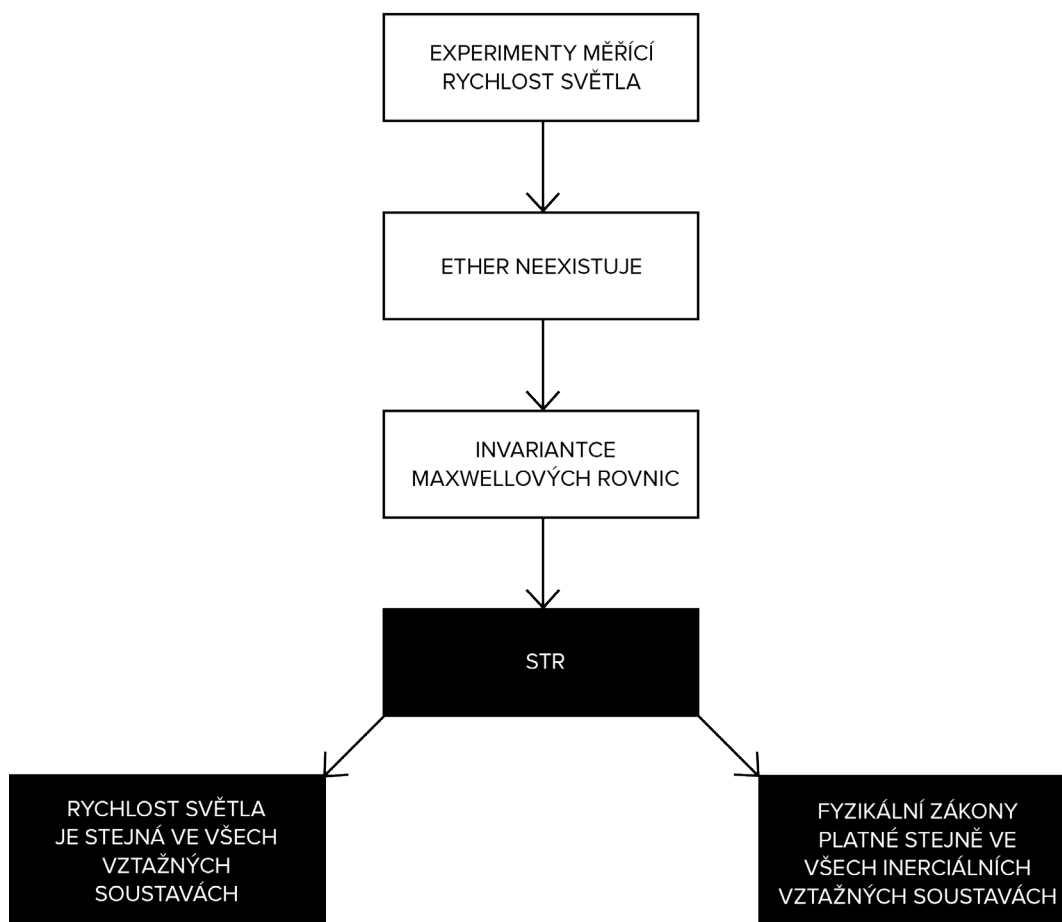 EXPERIMENTY MĚŘÍCÍ
RYCHLOST SVĚTLA
ETHER NEEXISTUJE
INVARIANTCE
MAXWELLOVÝCH ROVNIC
STR
RYCHLOST SVĚTLA
JE STEJNÁ VE VŠECH
VZTAŽNÝCH
SOUSTAVÁCH
FYZIKÁLNÍ ZÁKONY
PLATNÉ STEJNĚ VE
VŠECH INERCIÁLNÍCH
VZTAŽNÝCH SOUSTAVÁCH